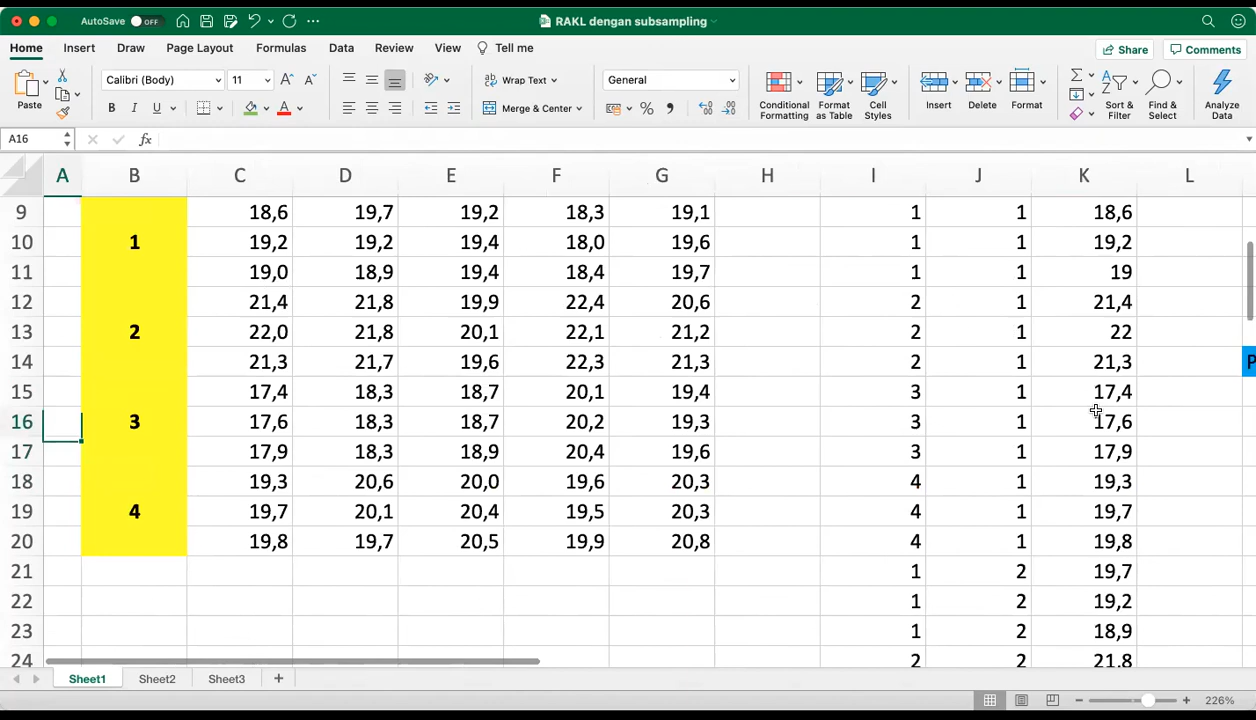 AutoSave OFF ··· RAKL dengan subsampling
Home Insert Draw Page Layout Formulas Data Review View Tell me Share Comments
Paste Calibri (Body) 11 A A Wrap Text General Conditional Formatting Format as Table Cell Styles Insert Delete Format Sort & Filter Find & Select Analyze Data
B I U A Merge & Center %
A16 fx
A B C D E F G H I J K L
9 18,6 19,7 19,2 18,3 19,1 1 1 18,6
10 1 19,2 19,2 19,4 18,0 19,6 1 1 19,2
11 19,0 18,9 19,4 18,4 19,7 1 1 19
12 21,4 21,8 19,9 22,4 20,6 2 1 21,4
13 2 22,0 21,8 20,1 22,1 21,2 2 1 22
14 21,3 21,7 19,6 22,3 21,3 2 1 21,3 P
15 17,4 18,3 18,7 20,1 19,4 3 1 17,4
16 3 17,6 18,3 18,7 20,2 19,3 3 1 17,6
17 17,9 18,3 18,9 20,4 19,6 3 1 17,9
18 19,3 20,6 20,0 19,6 20,3 4 1 19,3
19 4 19,7 20,1 20,4 19,5 20,3 4 1 19,7
20 19,8 19,7 20,5 19,9 20,8 4 1 19,8
21 1 2 19,7
22 1 2 19,2
23 1 2 18,9
24 2 2 21,8
Sheet1 Sheet2 Sheet3 +
226%